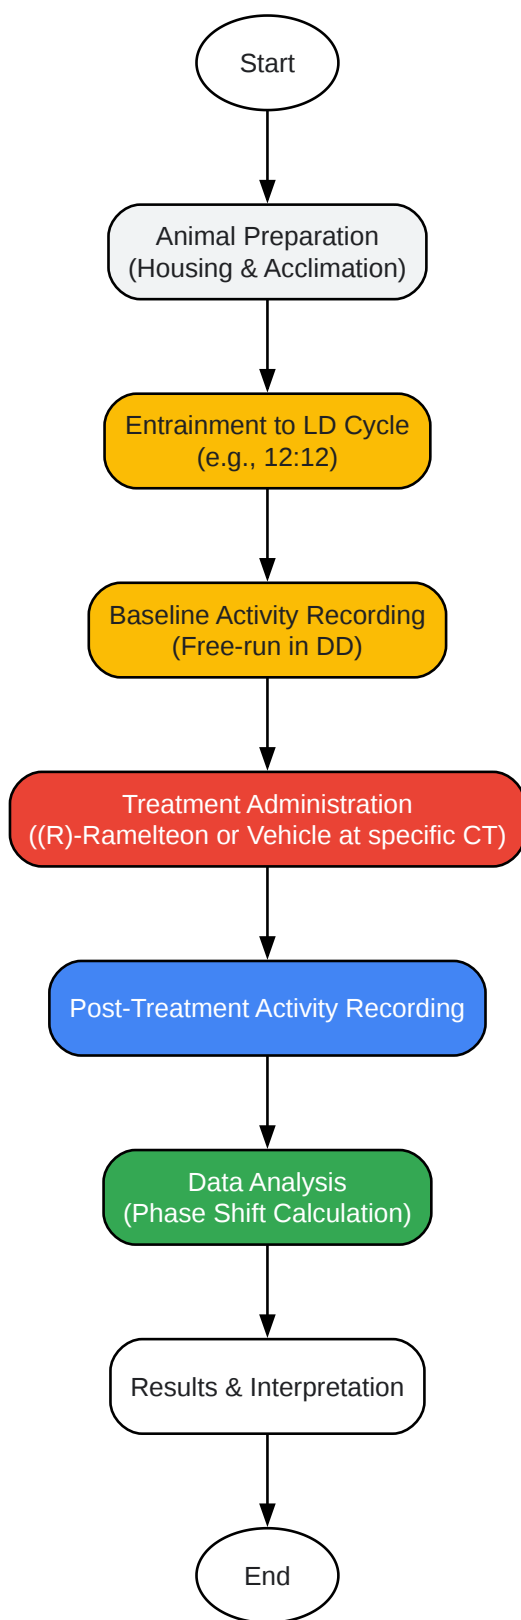 Start
Animal Preparation
(Housing & Acclimation)
Entrainment to LD Cycle
(e.g., 12:12)
Baseline Activity Recording
(Free-run in DD)
Treatment Administration
((R)-Ramelteon or Vehicle at specific CT)
Post-Treatment Activity Recording
Data Analysis
(Phase Shift Calculation)
Results & Interpretation
End